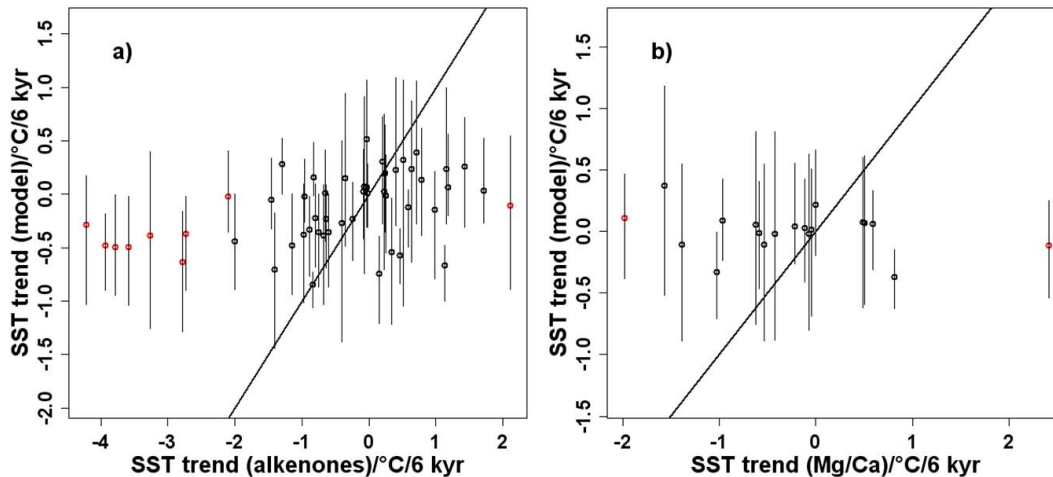 a)
SST trend (model)/°C/6 kyr
1.5
1.0
0.5
0.0
-0.5
-1.0
-1.5
-2.0
-4 -3 -2 -1 0 1 2
SST trend (alkenones)/°C/6 kyr
b)
SST trend (model)/°C/6 kyr
1.5
1.0
0.5
0.0
-0.5
-1.0
-1.5
-2 -1 0 1 2
SST trend (Mg/Ca)/°C/6 kyr